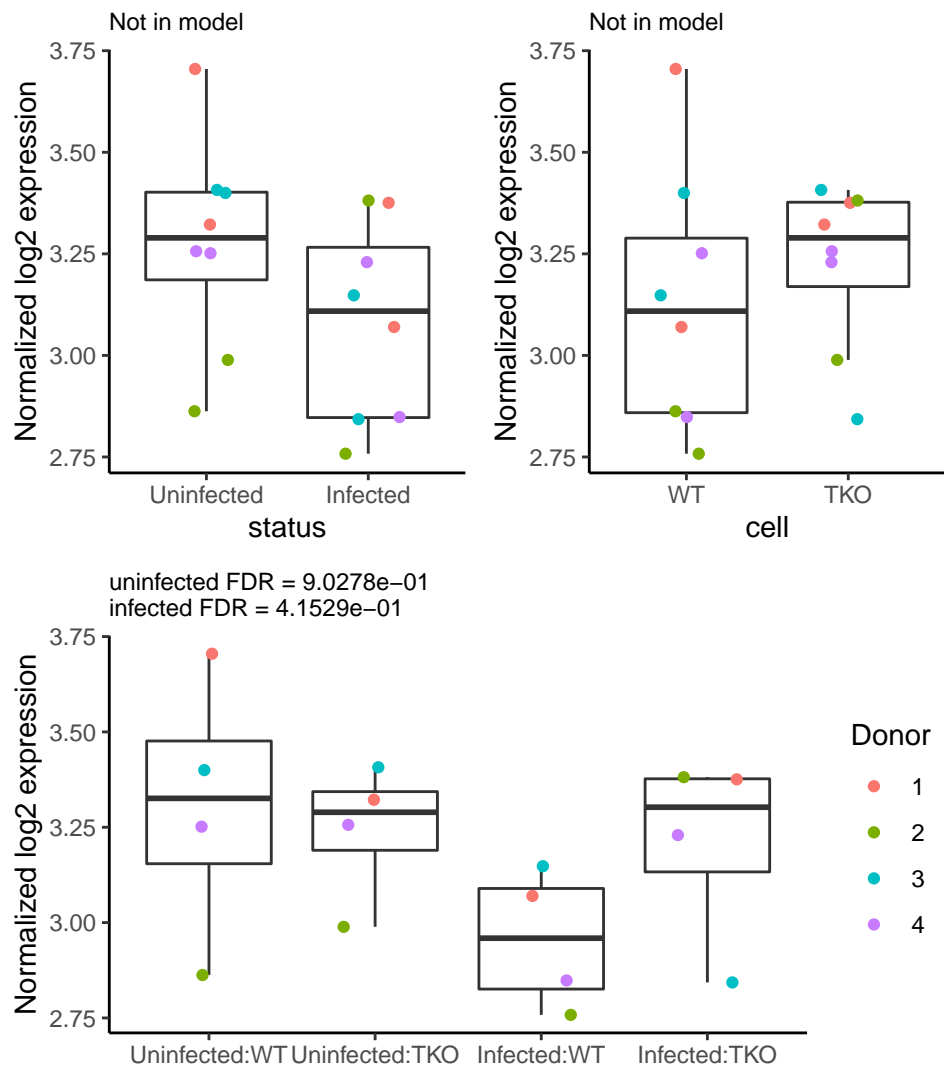 Not in model
3.75
3.50
3.25
3.00
2.75
Normalized log2 expression
Uninfected Infected
status
Not in model
3.75
3.50
3.25
3.00
2.75
Normalized log2 expression
WT TKO
cell
uninfected FDR = 9.0278e−01
infected FDR = 4.1529e−01
3.75
3.50
3.25
3.00
2.75
Normalized log2 expression
Uninfected:WT Uninfected:TKO Infected:WT Infected:TKO
Donor
1
2
3
4